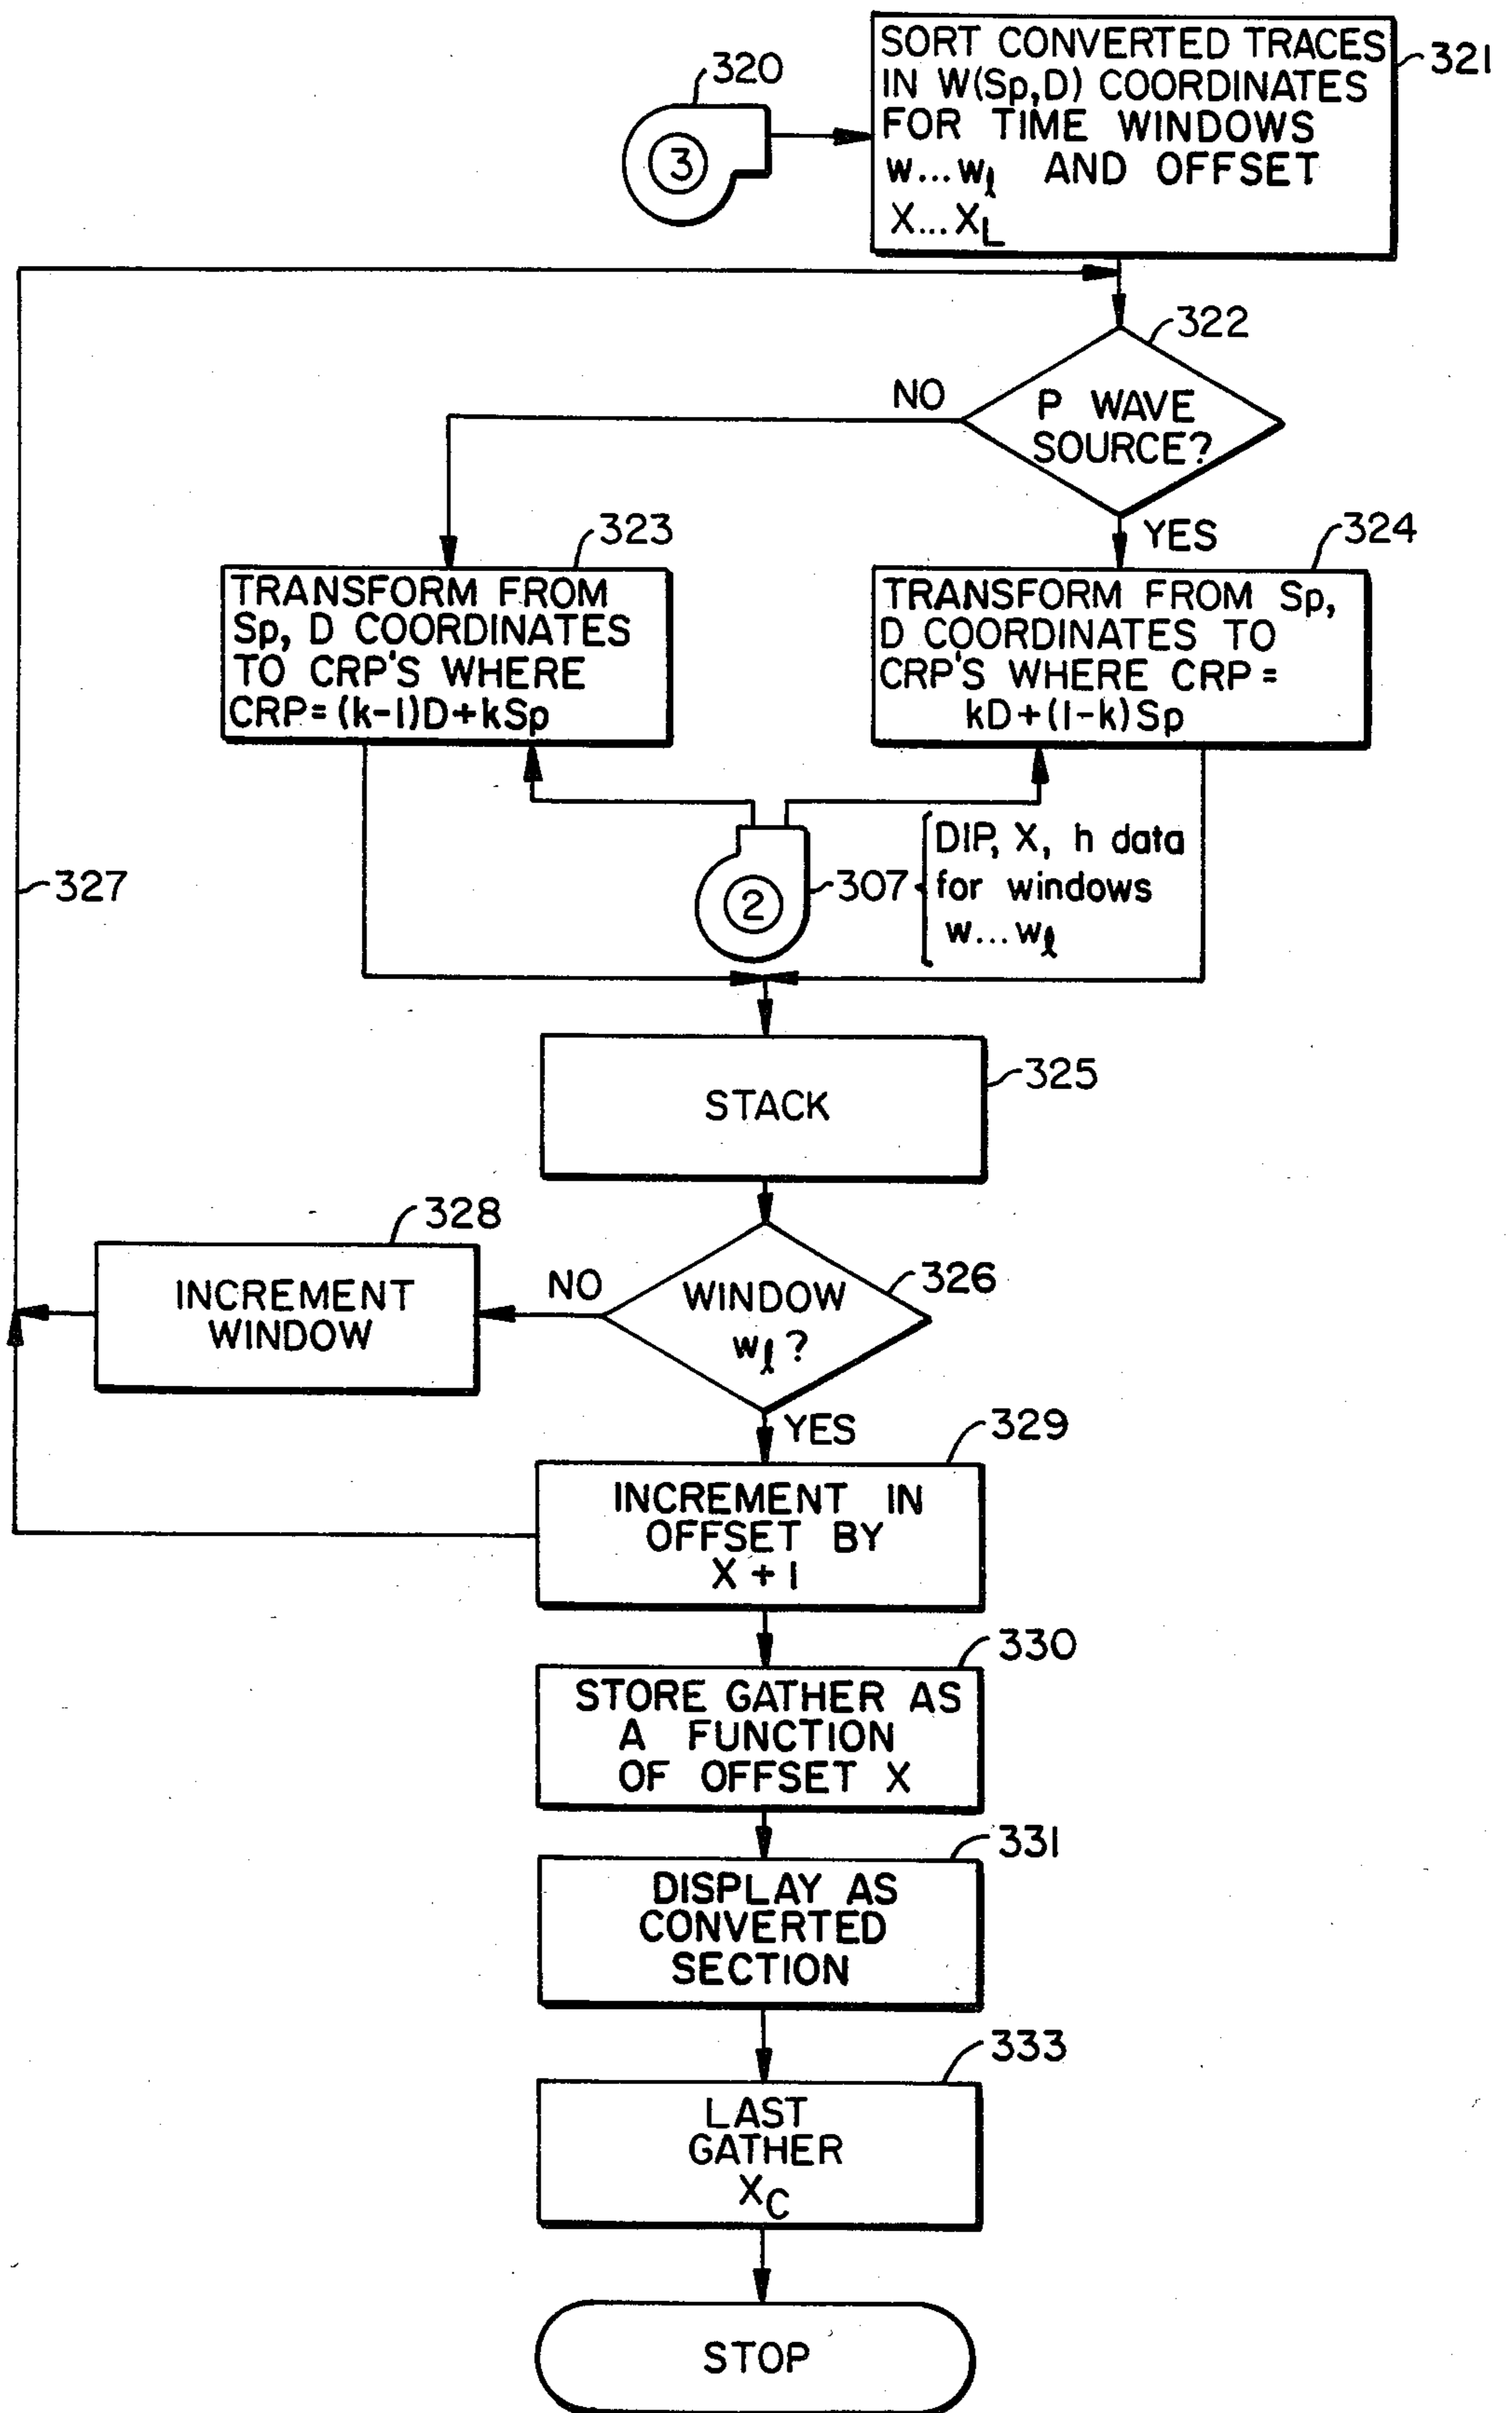 SORT CONVERTED TRACES
IN W(Sp,D) COORDINATES
FOR TIME WINDOWS
w...wℓ AND OFFSET
X...XL
321
320
3
322
P WAVE
SOURCE?
NO
YES
323
TRANSFORM FROM
Sp, D COORDINATES
TO CRP'S WHERE
CRP=(k-1)D+kSp
324
TRANSFORM FROM Sp,
D COORDINATES TO
CRP'S WHERE CRP=
kD+(1-k)Sp
327
2
307
DIP, X, h data
for windows
w...wℓ
STACK
325
328
INCREMENT
WINDOW
NO
WINDOW
wℓ?
326
YES
329
INCREMENT IN
OFFSET BY
X+1
330
STORE GATHER AS
A FUNCTION
OF OFFSET X
331
DISPLAY AS
CONVERTED
SECTION
333
LAST
GATHER
XC
STOP